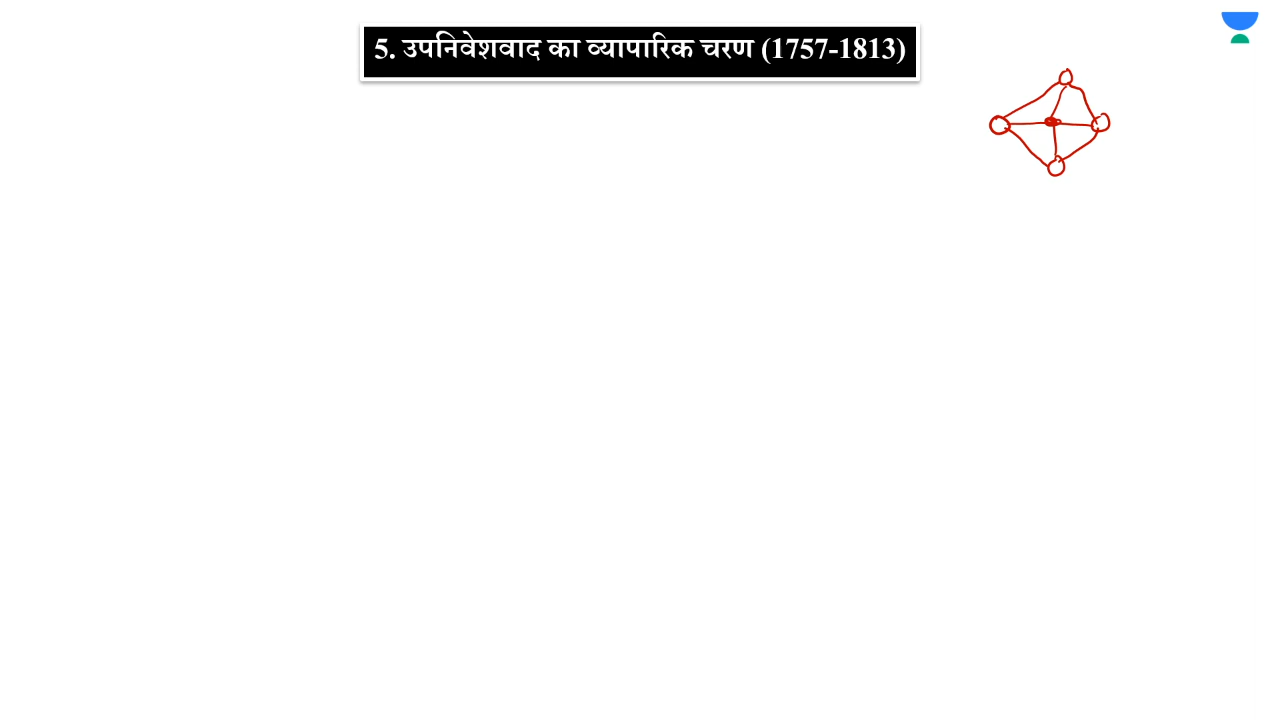 5. उपनिवेशवाद का व्यापारिक चरण (1757-1813)